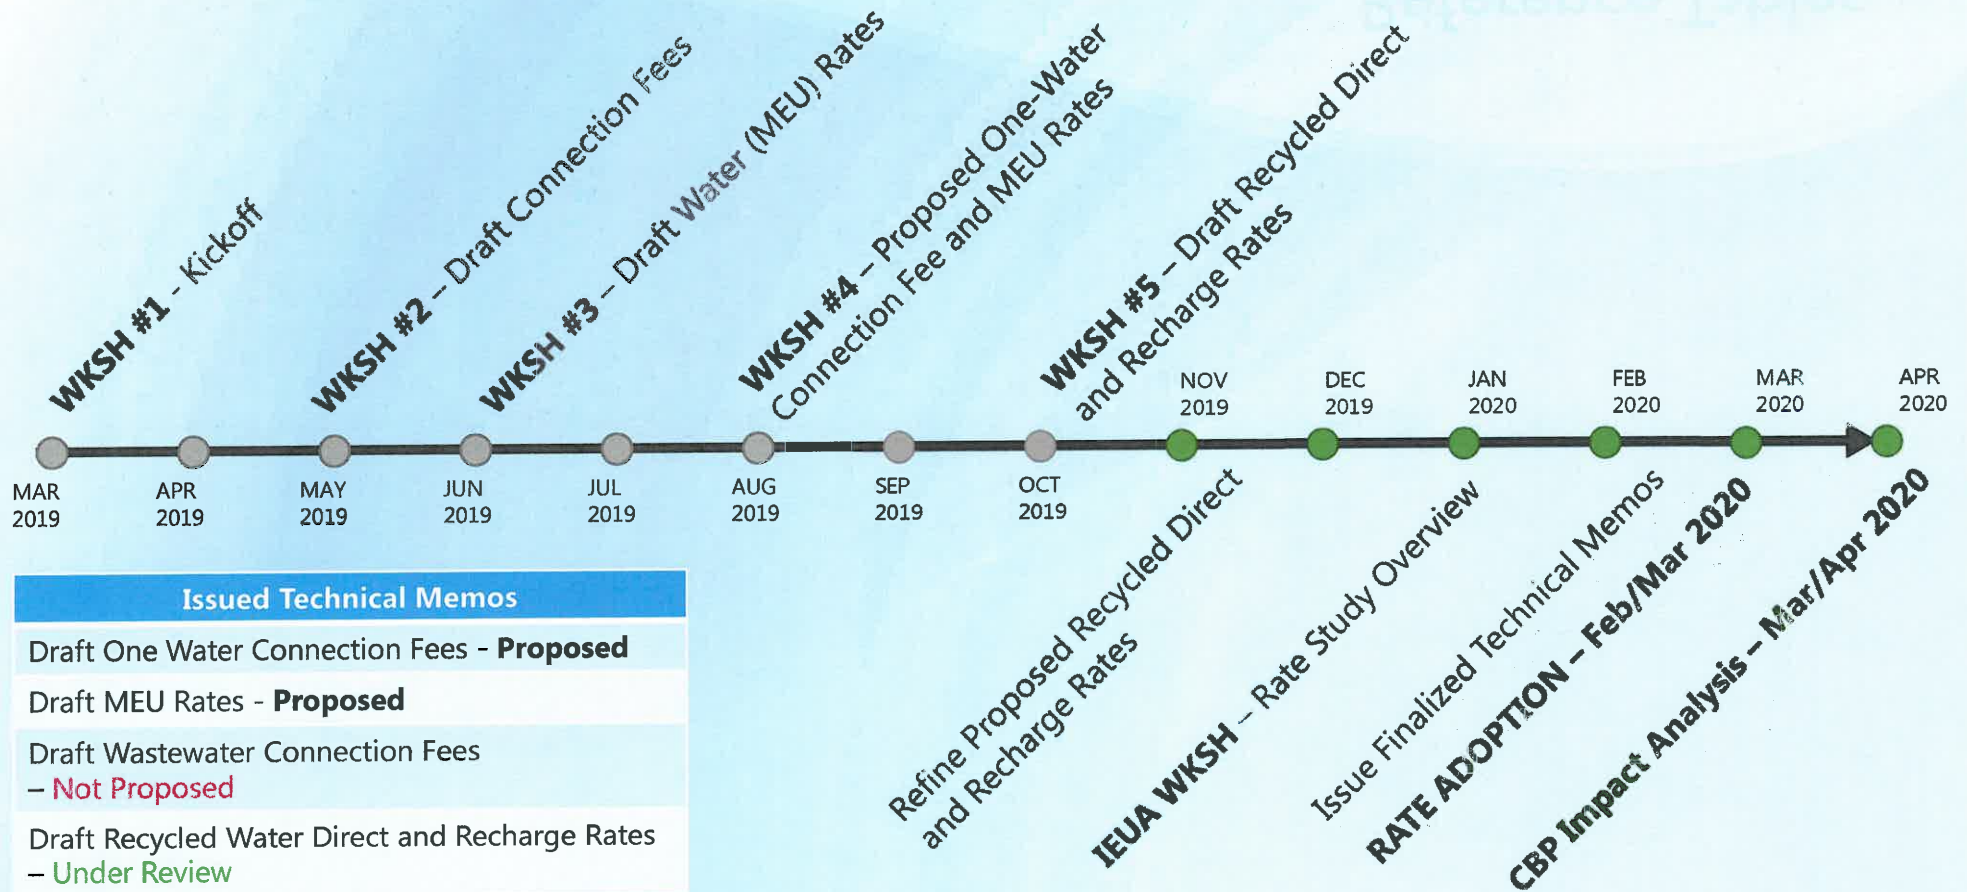 WKSH #1 - Kickoff
WKSH #2 – Draft Connection Fees
WKSH #3 – Draft Water (MEU) Rates
WKSH #4 – Proposed One-Water
Connection Fee and MEU Rates
WKSH #5 – Draft Recycled Direct
and Recharge Rates
NOV
2019
DEC
2019
JAN
2020
FEB
2020
MAR
2020
APR
2020
MAR
2019
APR
2019
MAY
2019
JUN
2019
JUL
2019
AUG
2019
SEP
2019
OCT
2019
Refine Proposed Recycled Direct
and Recharge Rates
IEUA WKSH – Rate Study Overview
Issue Finalized Technical Memos
RATE ADOPTION – Feb/Mar 2020
CBP Impact Analysis – Mar/Apr 2020
Issued Technical Memos
Draft One Water Connection Fees - Proposed
Draft MEU Rates - Proposed
Draft Wastewater Connection Fees
– Not Proposed
Draft Recycled Water Direct and Recharge Rates
– Under Review